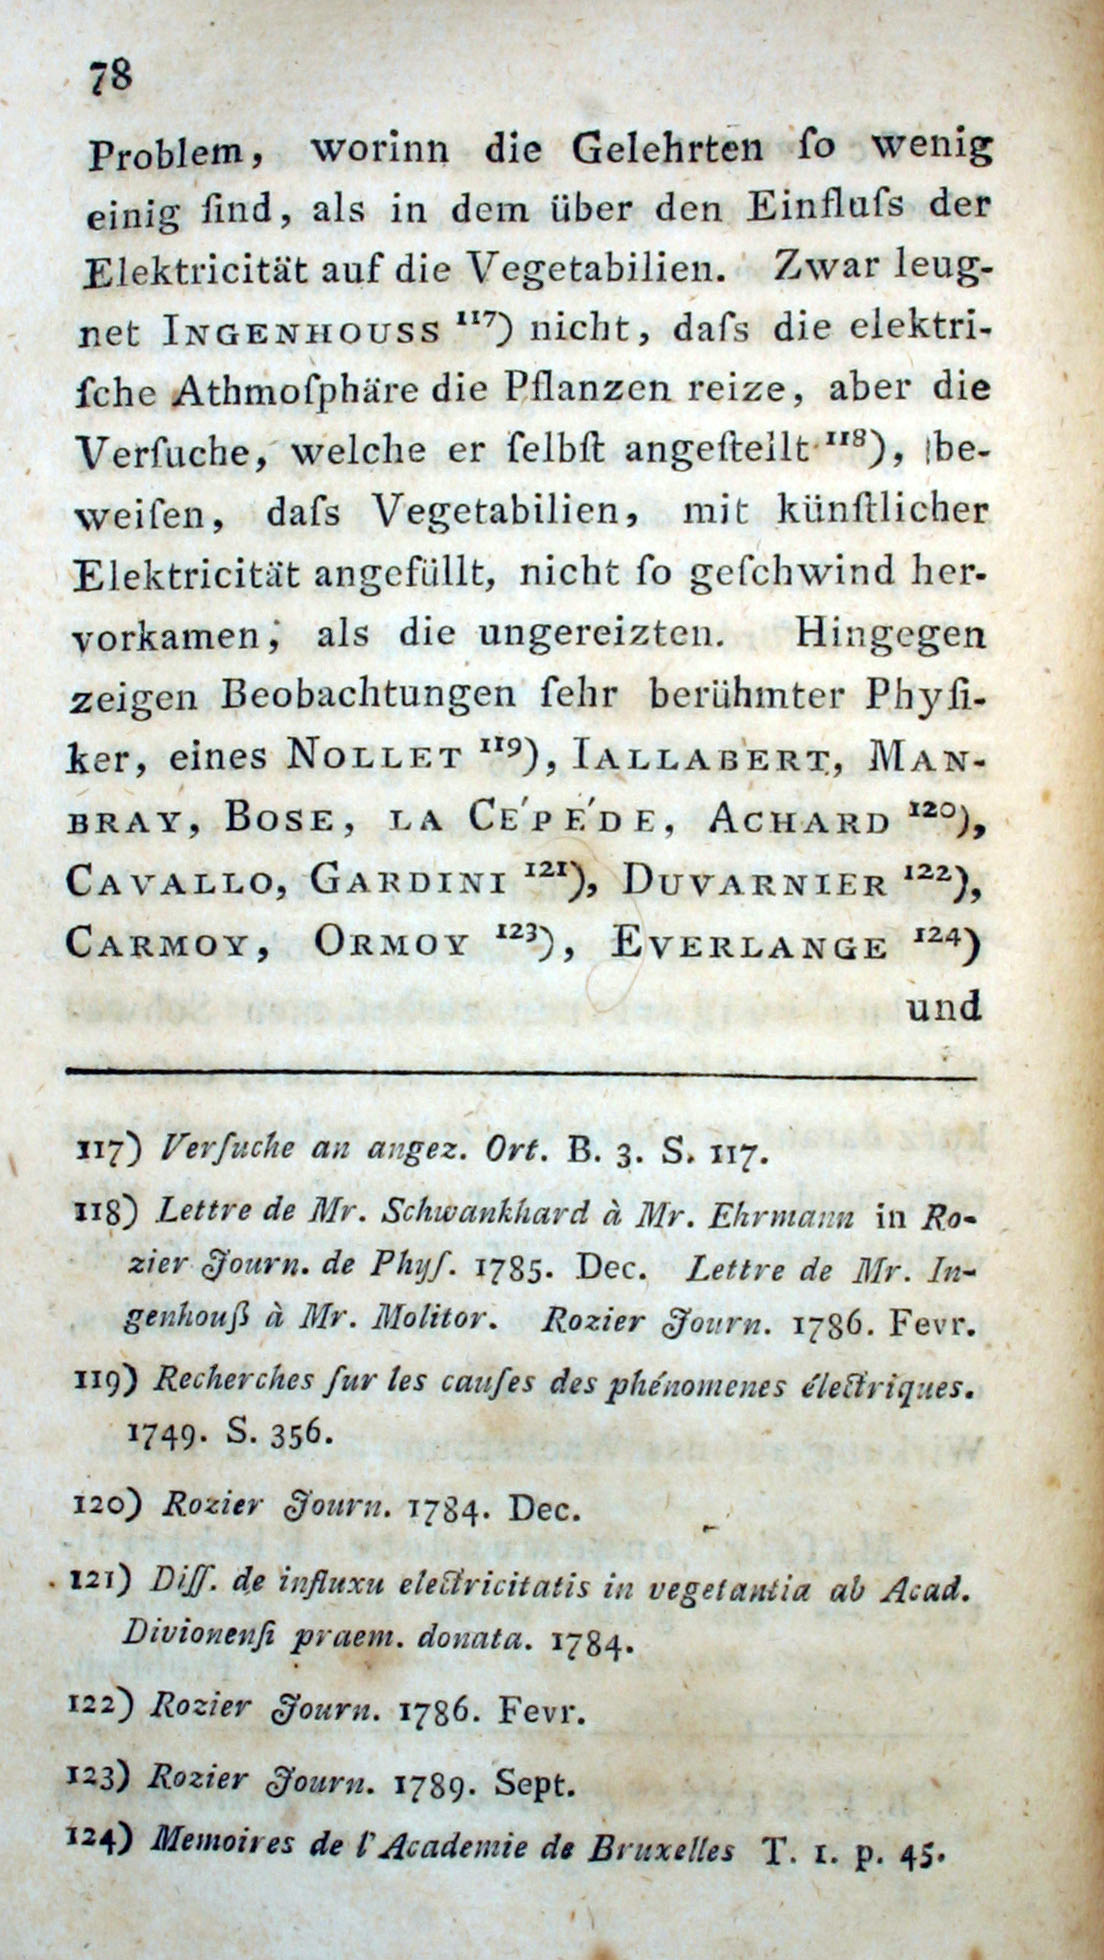 78
Problem, worinn die Gelehrten ſo wenig
einig ſind, als in dem über den Einfluſs der
Elektricität auf die Vegetabilien. Zwar leug-
net INGENHOUSS 117) nicht, daſs die elektri-
ſche Athmoſphäre die Pflanzen reize, aber die
Verſuche, welche er ſelbſt angeſtellt 118), be-
weiſen, daſs Vegetabilien, mit künſtlicher
Elektricität angefüllt, nicht ſo geſchwind her-
vorkamen, als die ungereizten. Hingegen
zeigen Beobachtungen ſehr berühmter Phyſi-
ker, eines NOLLET 119), IALLABERT, MAN-
BRAY, BOSE, LA CE'PE'DE, ACHARD 120),
CAVALLO, GARDINI 121), DUVARNIER 122),
CARMOY, ORMOY 123), EVERLANGE 124)
und
117) Verſuche an angez. Ort. B. 3. S. 117.
118) Lettre de Mr. Schwankhard à Mr. Ehrmann in Ro-
zier Journ. de Phyſ. 1785. Dec. Lettre de Mr. In-
genhouß à Mr. Molitor. Rozier Journ. 1786. Fevr.
119) Recherches ſur les cauſes des phénomenes électriques.
1749. S. 356.
120) Rozier Journ. 1784. Dec.
121) Diſſ. de influxu electricitatis in vegetantia ab Acad.
Divionenſi praem. donata. 1784.
122) Rozier Journ. 1786. Fevr.
123) Rozier Journ. 1789. Sept.
124) Memoires de l'Academie de Bruxelles T. 1. p. 45.